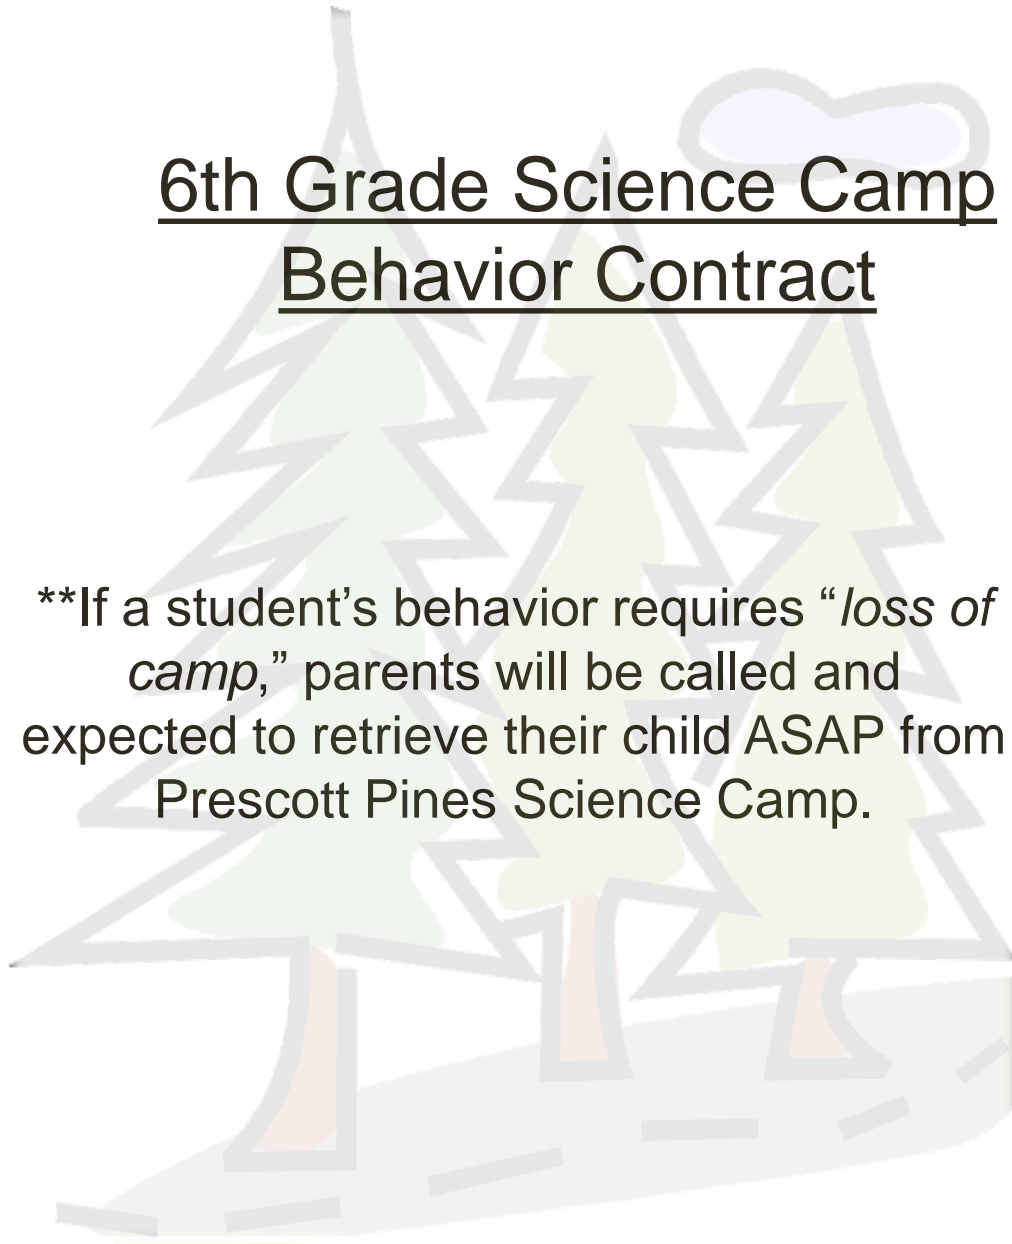 6th Grade Science Camp
Behavior Contract
**If a student’s behavior requires “loss of
camp,” parents will be called and
expected to retrieve their child ASAP from
Prescott Pines Science Camp.